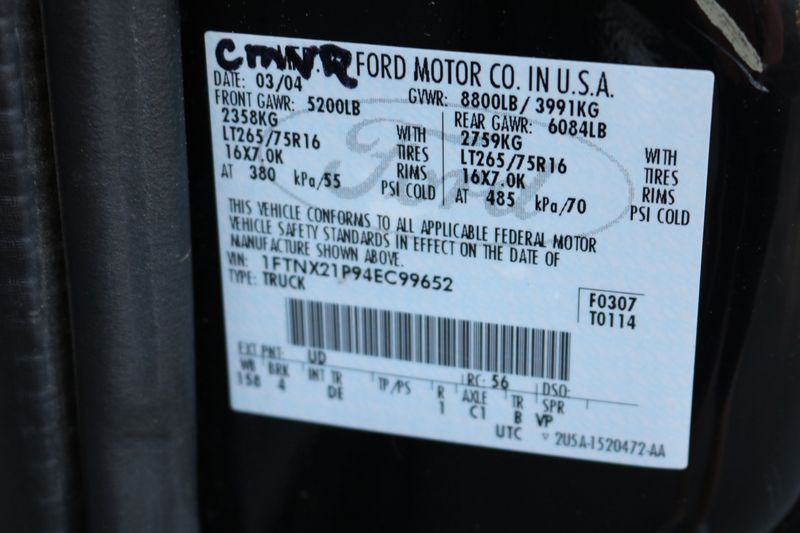 CMNR FORD MOTOR CO. IN U.S.A.
DATE: 03/04 GVWR: 8800LB/ 3991KG
FRONT GAWR: 5200LB REAR GAWR: 6084LB
2358KG 2759KG
LT265/75R16 WITH TIRES LT265/75R16 WITH TIRES
16X7.0K RIMS 16X7.0K RIMS
AT 380 kPa/55 PSI COLD AT 485 kPa/70 PSI COLD
THIS VEHICLE CONFORMS TO ALL APPLICABLE FEDERAL MOTOR
VEHICLE SAFETY STANDARDS IN EFFECT ON THE DATE OF
MANUFACTURE SHOWN ABOVE.
VIN: 1FTNX21P94EC99652
TYPE: TRUCK
F0307
T0114
EXT PNT: UD RC: 56 DSO:
WB BRK INT TR TP/PS R AXLE TR SPR
158 4 DE 1 C1 B VP
UTC ▽ 2U5A-1520472-AA
Ford